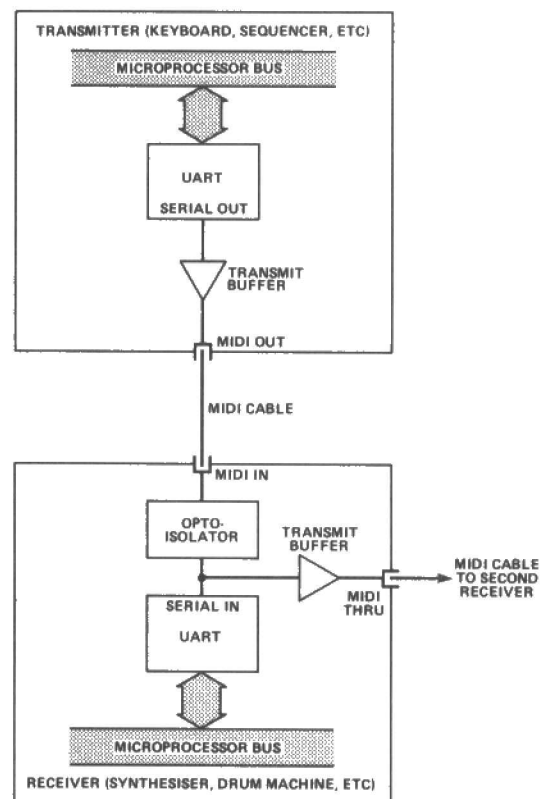 TRANSMITTER (KEYBOARD, SEQUENCER, ETC)
MICROPROCESSOR BUS
UART
SERIAL OUT
TRANSMIT
BUFFER
MIDI OUT
MIDI CABLE
MIDI IN
OPTO-
ISOLATOR
TRANSMIT
BUFFER
MIDI
THRU
MIDI CABLE
TO SECOND
RECEIVER
SERIAL IN
UART
MICROPROCESSOR BUS
RECEIVER (SYNTHESISER, DRUM MACHINE, ETC)